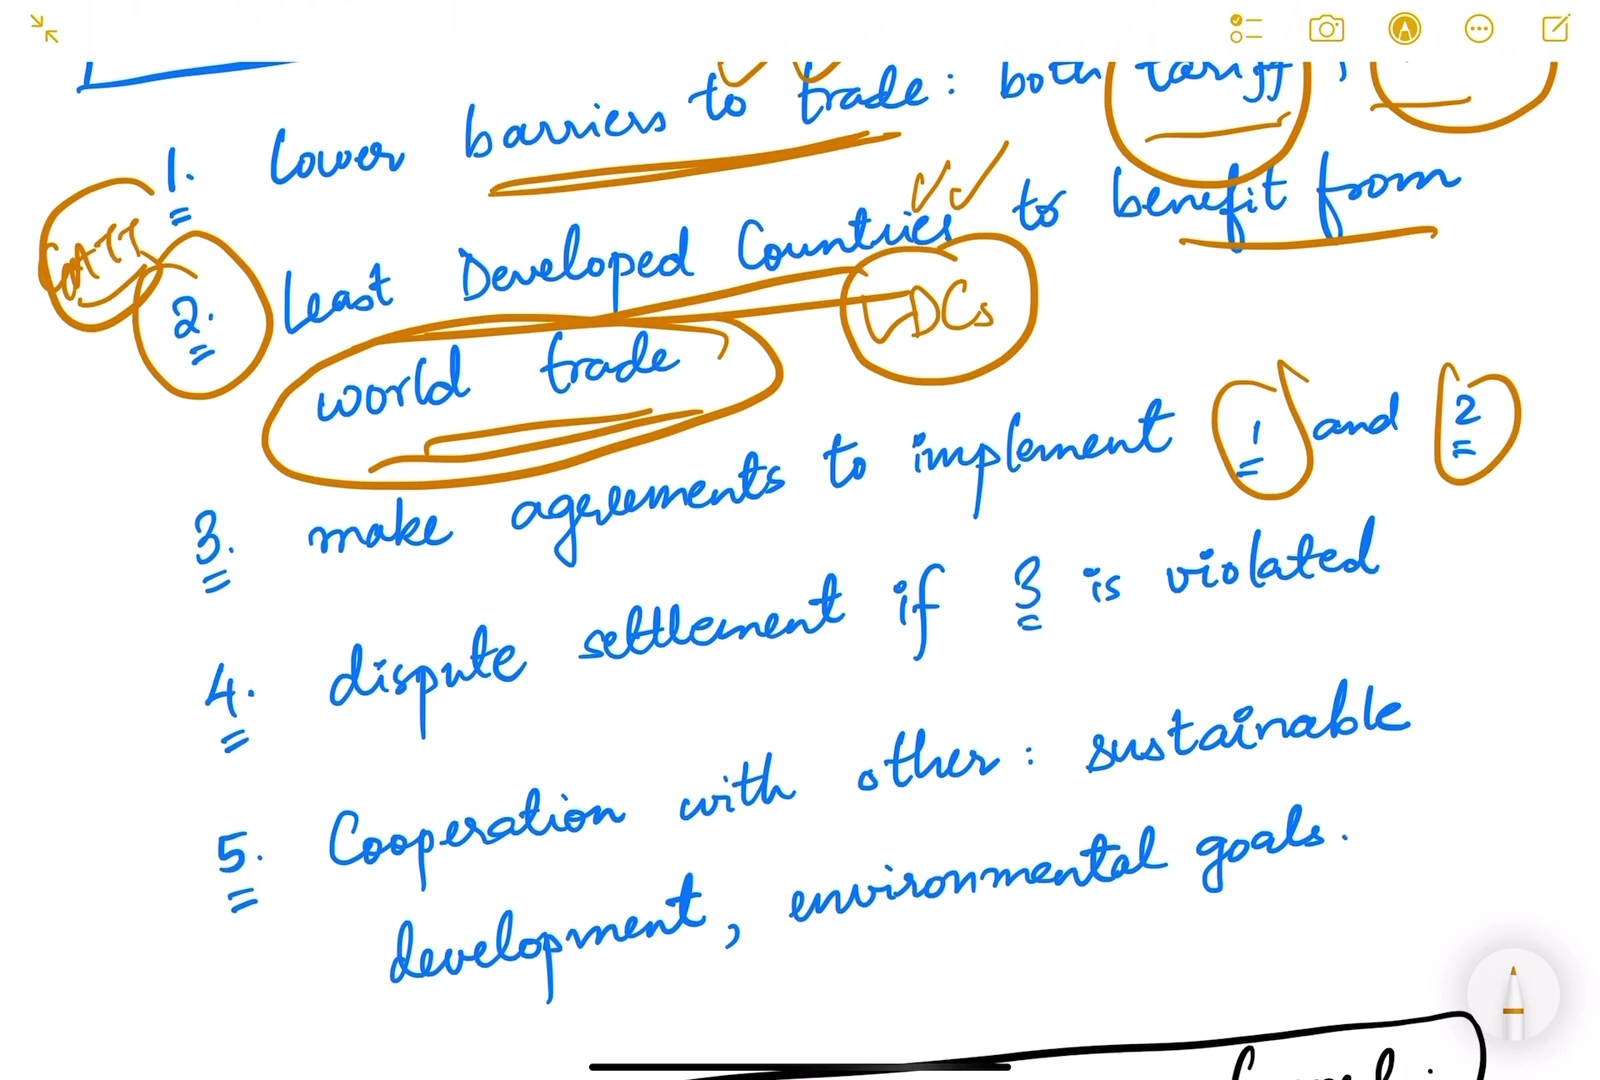 1. Lower barriers to trade: both tariff,
GATT
2. Least Developed Countries to benefit from
world trade LDCs
3. make agreements to implement 1 and 2
4. dispute settlement if 3 is violated
5. Cooperation with other: sustainable
development, environmental goals.